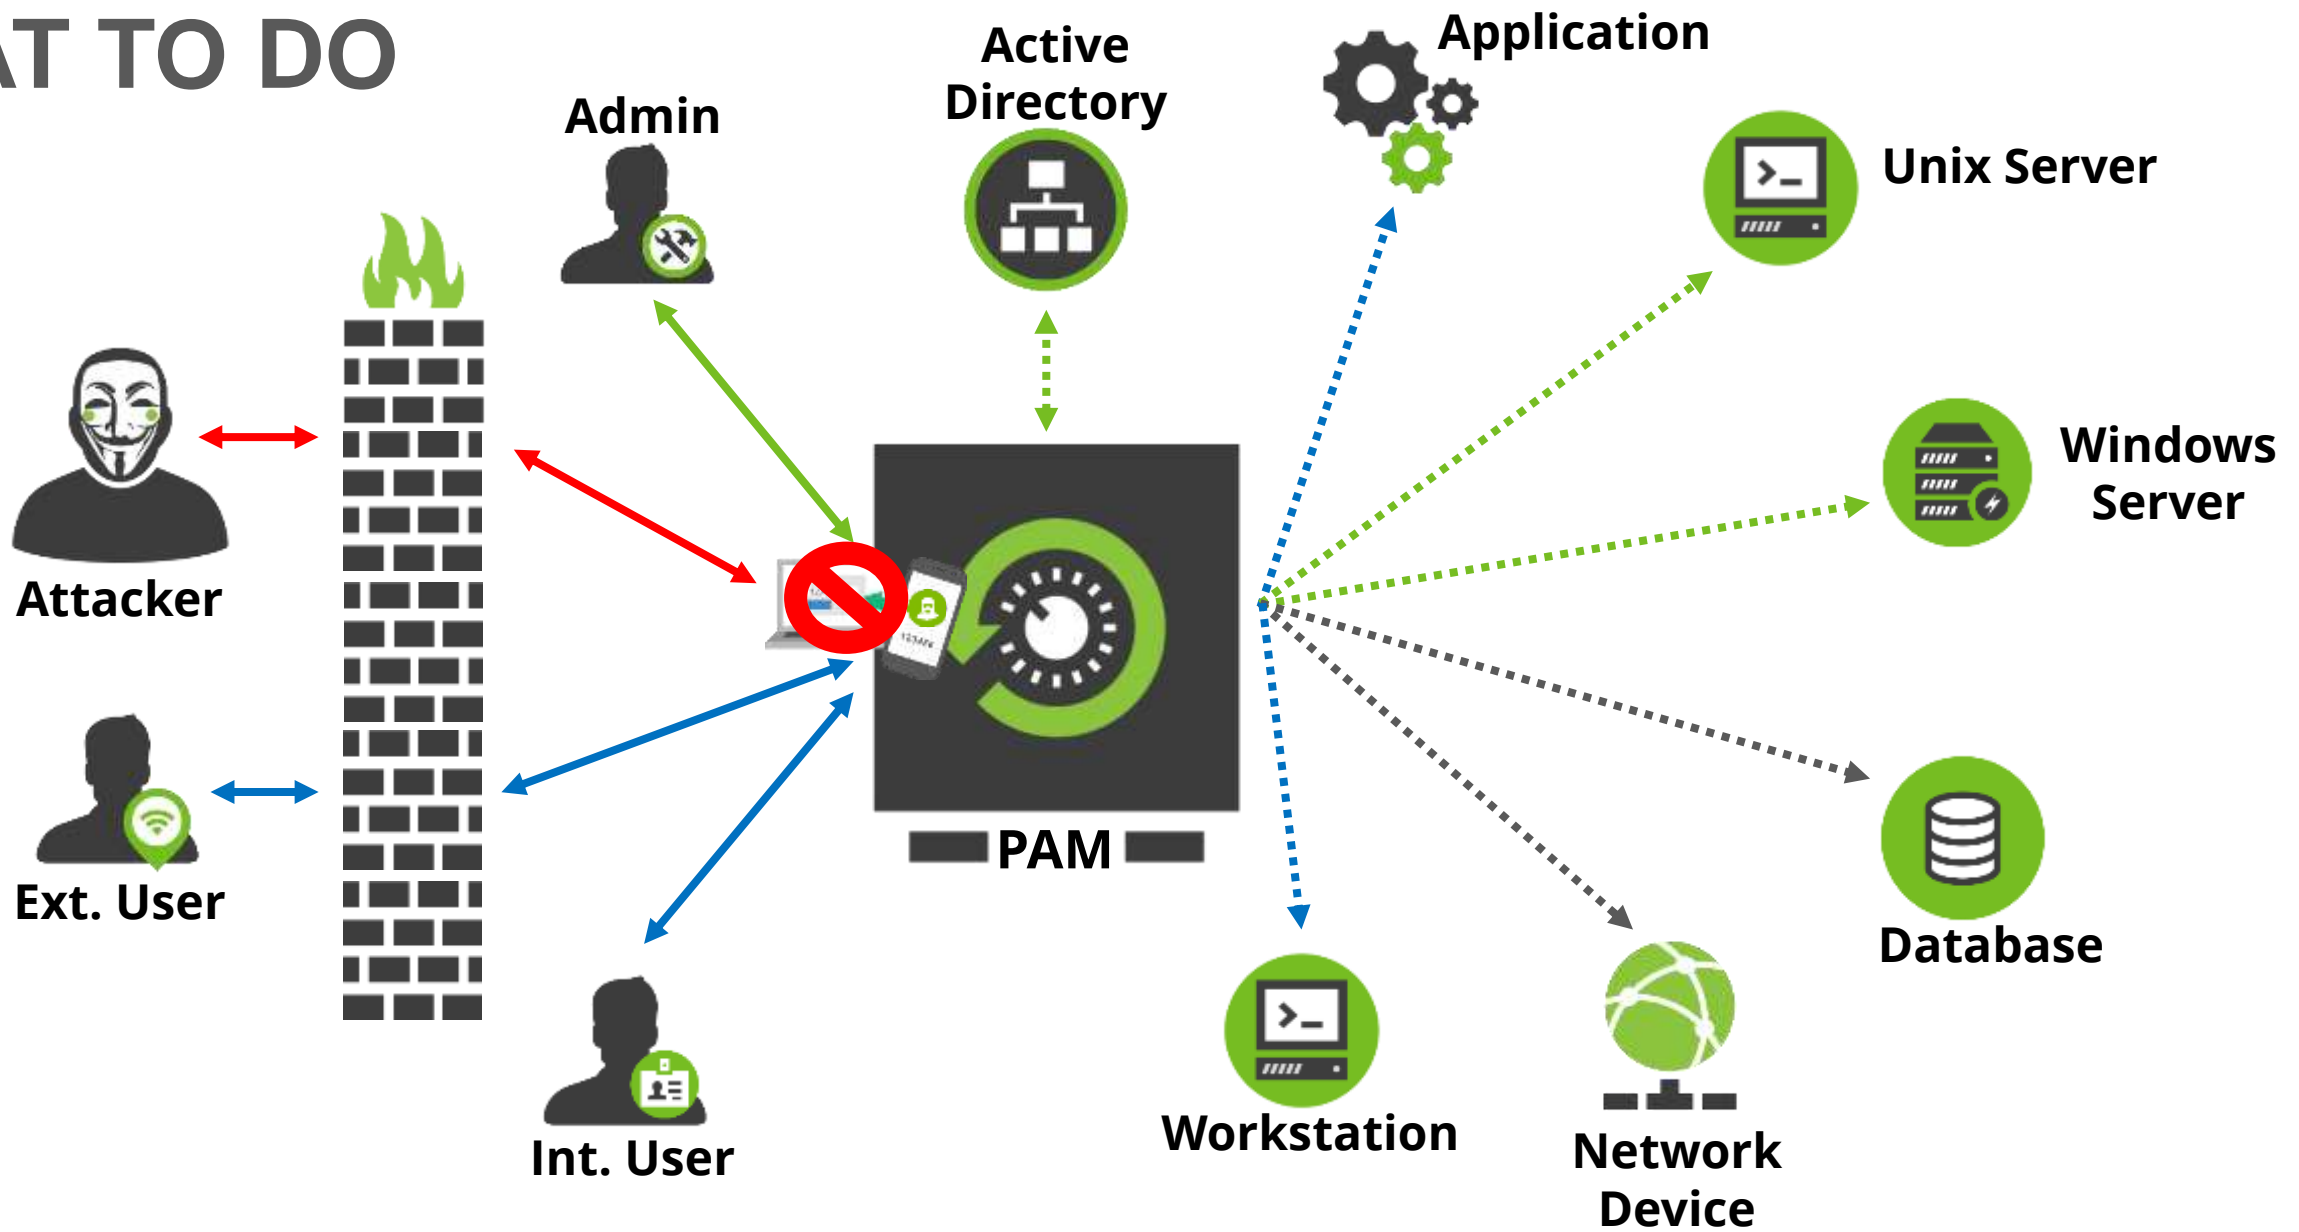 AT TO DO
Active
Directory
Application
Admin
Unix Server
Windows
Server
Attacker
PAM
Ext. User
Database
Workstation
Int. User
Network
Device